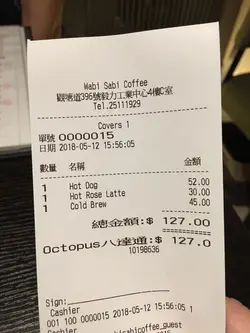 Wabi Sabi Coffee
觀塘道396號毅力工業中心4樓C室
Tel.25111929
Covers 1
單號 0000015
日期 2018-05-12 15:56:05
數量 名稱 金額
1 Hot Dog 52.00
1 Hot Rose Latte 30.00
1 Cold Brew 45.00
總金額:$ 127.00
Octopus八達通:$ 127.0
10198636
Sign:
Cashier
001 100 0000015 2018-05-12 15:56:05 1
Cashier